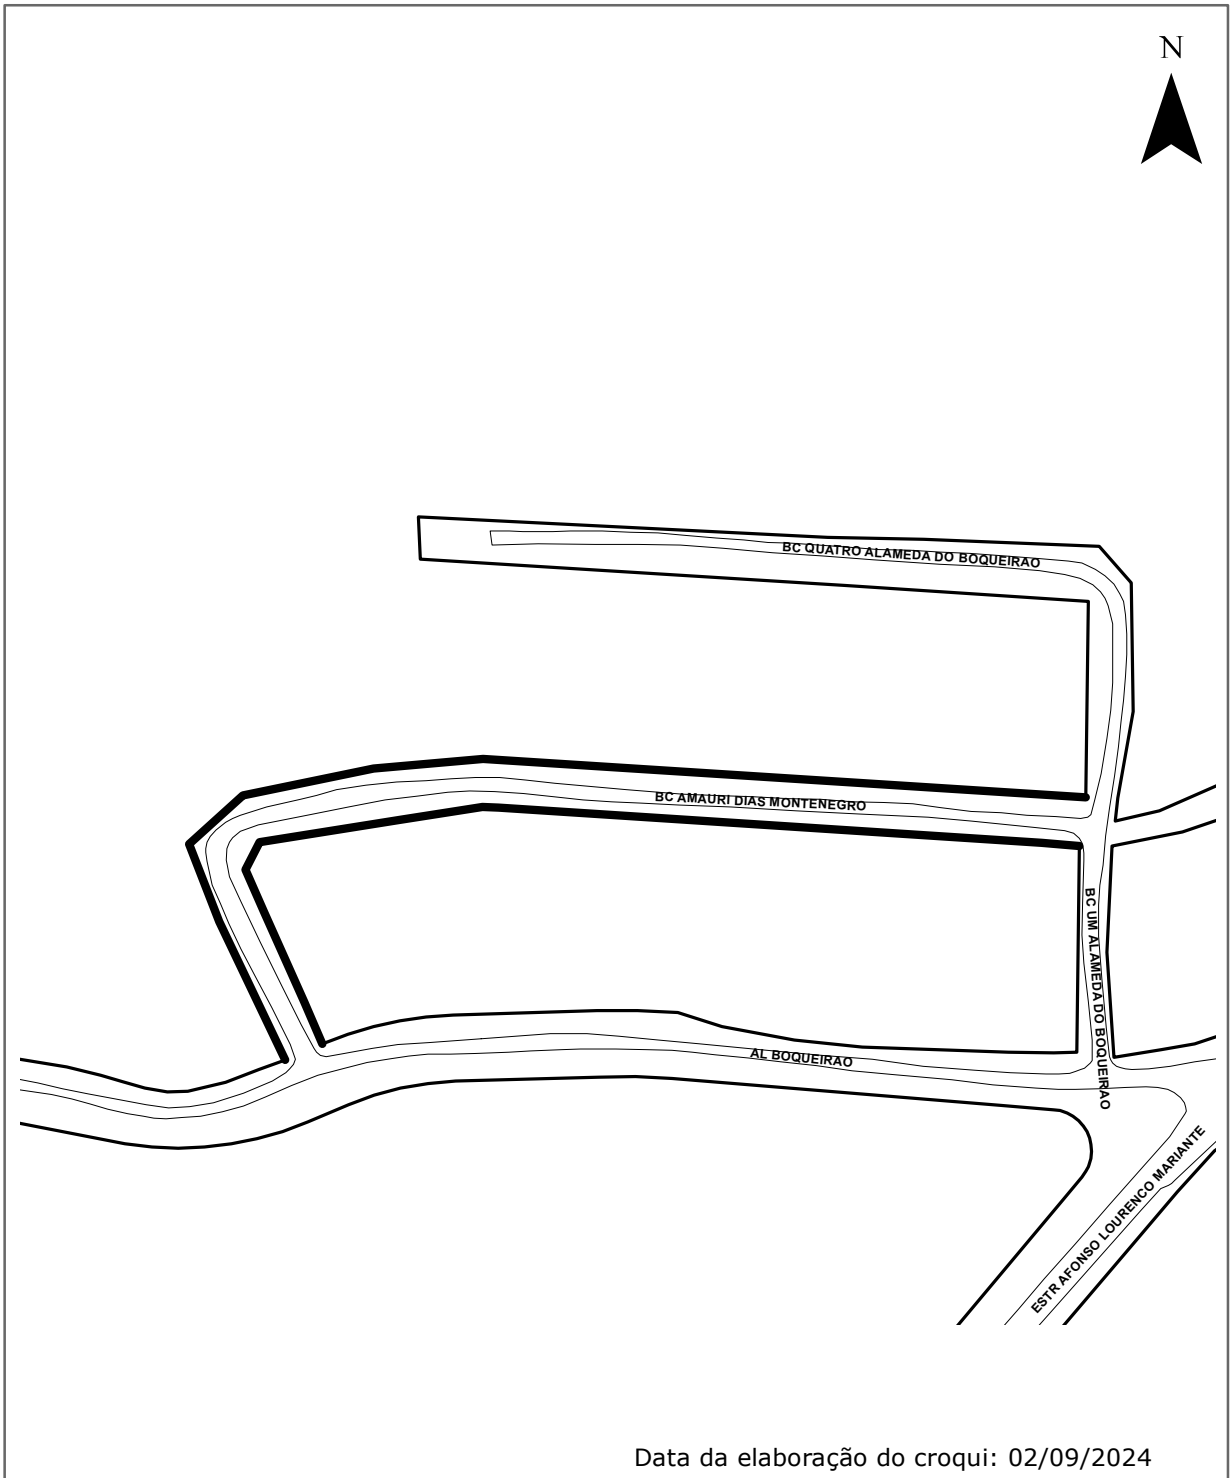 N
BC QUATRO ALAMEDA DO BOQUEIRAO
BC AMAURI DIAS MONTENEGRO
BC UM ALAMEDA DO BOQUEIRAO
AL BOQUEIRAO
ESTR AFONSO LOURENCO MARIANTE
Data da elaboração do croqui: 02/09/2024